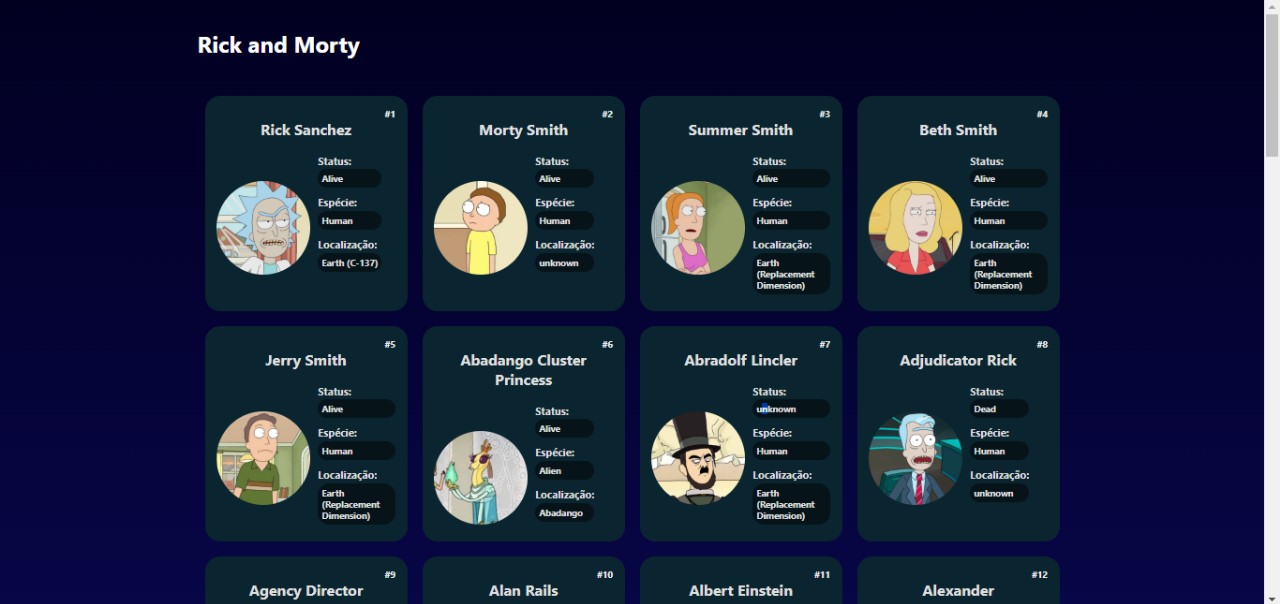 Rick and Morty
#1
Rick Sanchez
Status:
Alive
Espécie:
Human
Localização:
Earth (C-137)
#2
Morty Smith
Status:
Alive
Espécie:
Human
Localização:
unknown
#3
Summer Smith
Status:
Alive
Espécie:
Human
Localização:
Earth
(Replacement
Dimension)
#4
Beth Smith
Status:
Alive
Espécie:
Human
Localização:
Earth
(Replacement
Dimension)
#5
Jerry Smith
Status:
Alive
Espécie:
Human
Localização:
Earth
(Replacement
Dimension)
#6
Abadango Cluster
Princess
Status:
Alive
Espécie:
Alien
Localização:
Abadango
#7
Abradolf Lincler
Status:
unknown
Espécie:
Human
Localização:
Earth
(Replacement
Dimension)
#8
Adjudicator Rick
Status:
Dead
Espécie:
Human
Localização:
unknown
#9
Agency Director
#10
Alan Rails
#11
Albert Einstein
#12
Alexander